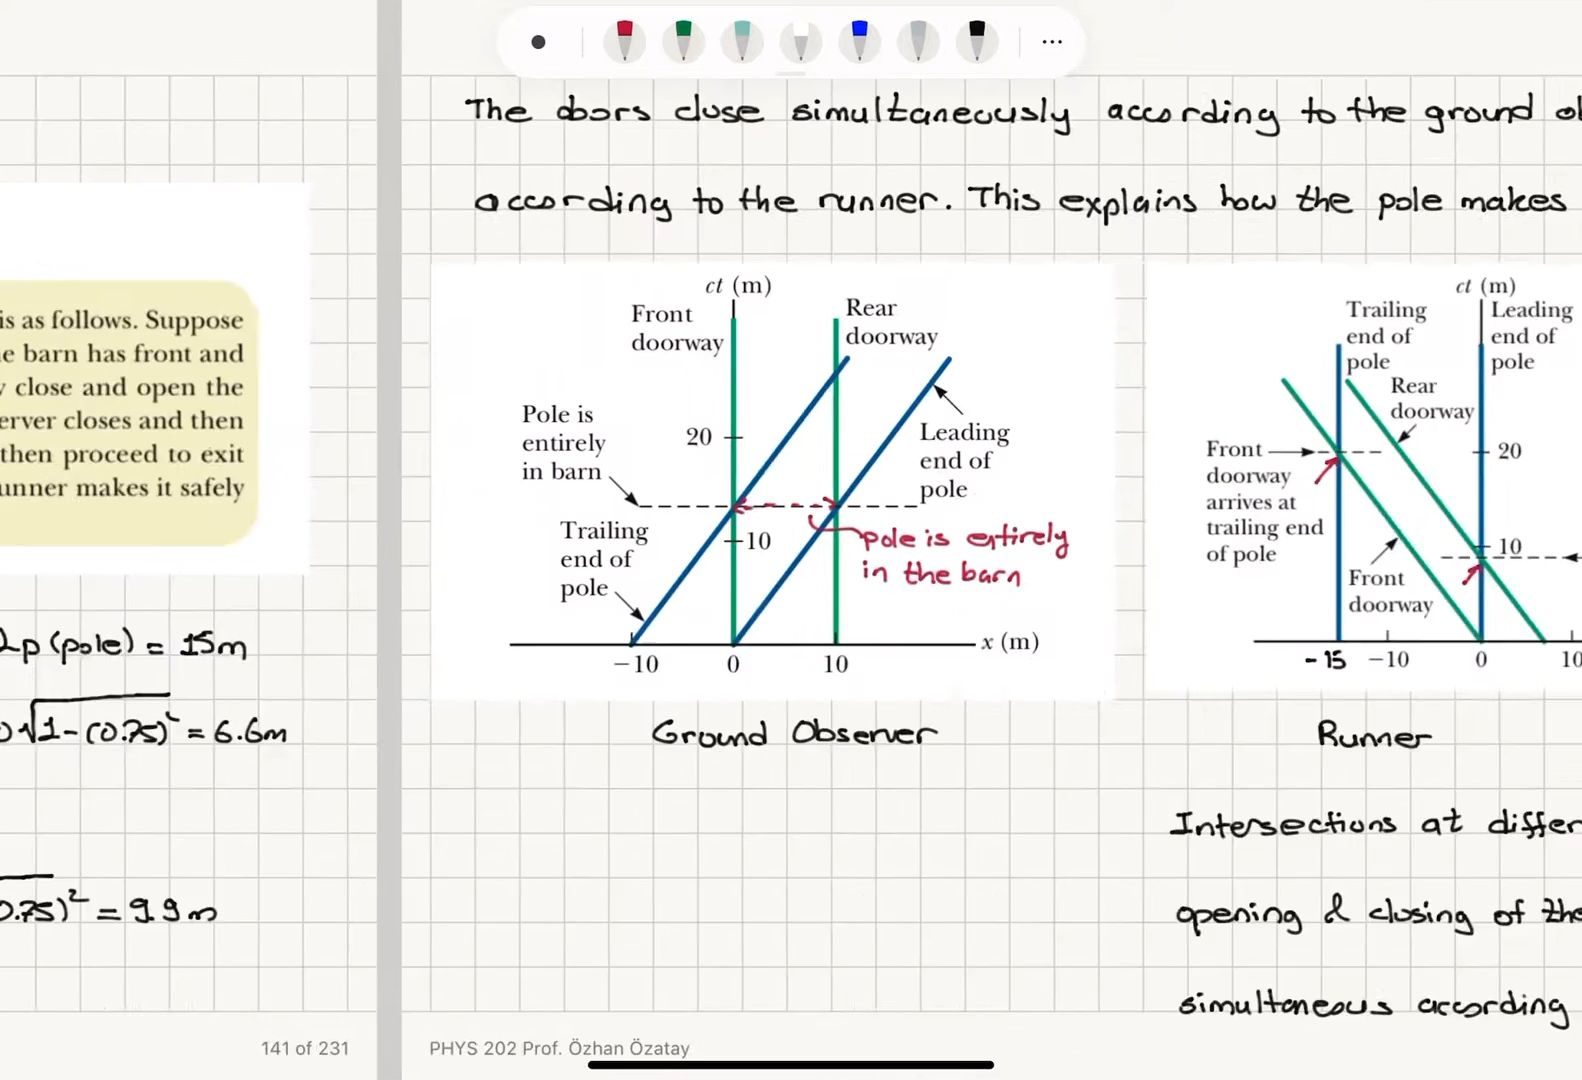 The doors close simultaneously according to the ground
according to the runner. This explains how the pole makes
is as follows. Suppose
barn has front and
close and open the
closes and then
then proceed to exit
makes it safely
Lp (pole) = 15m
√1-(0.75)² = 6.6m
0.75)² = 9.9m
141 of 231
ct (m)
Front
doorway
Rear
doorway
Pole is
entirely
in barn
20
Leading
end of
pole
Trailing
end of
pole
10
pole is entirely
in the barn
x (m)
−10
0
10
Ground Observer
ct (m)
Trailing
end of
pole
Leading
end of
pole
Rear
doorway
Front
doorway
arrives at
trailing end
of pole
20
10
Front
doorway
-15
−10
0
10
Runner
Intersections at
opening & closing of
simultaneous according
PHYS 202 Prof. Özhan Özatay